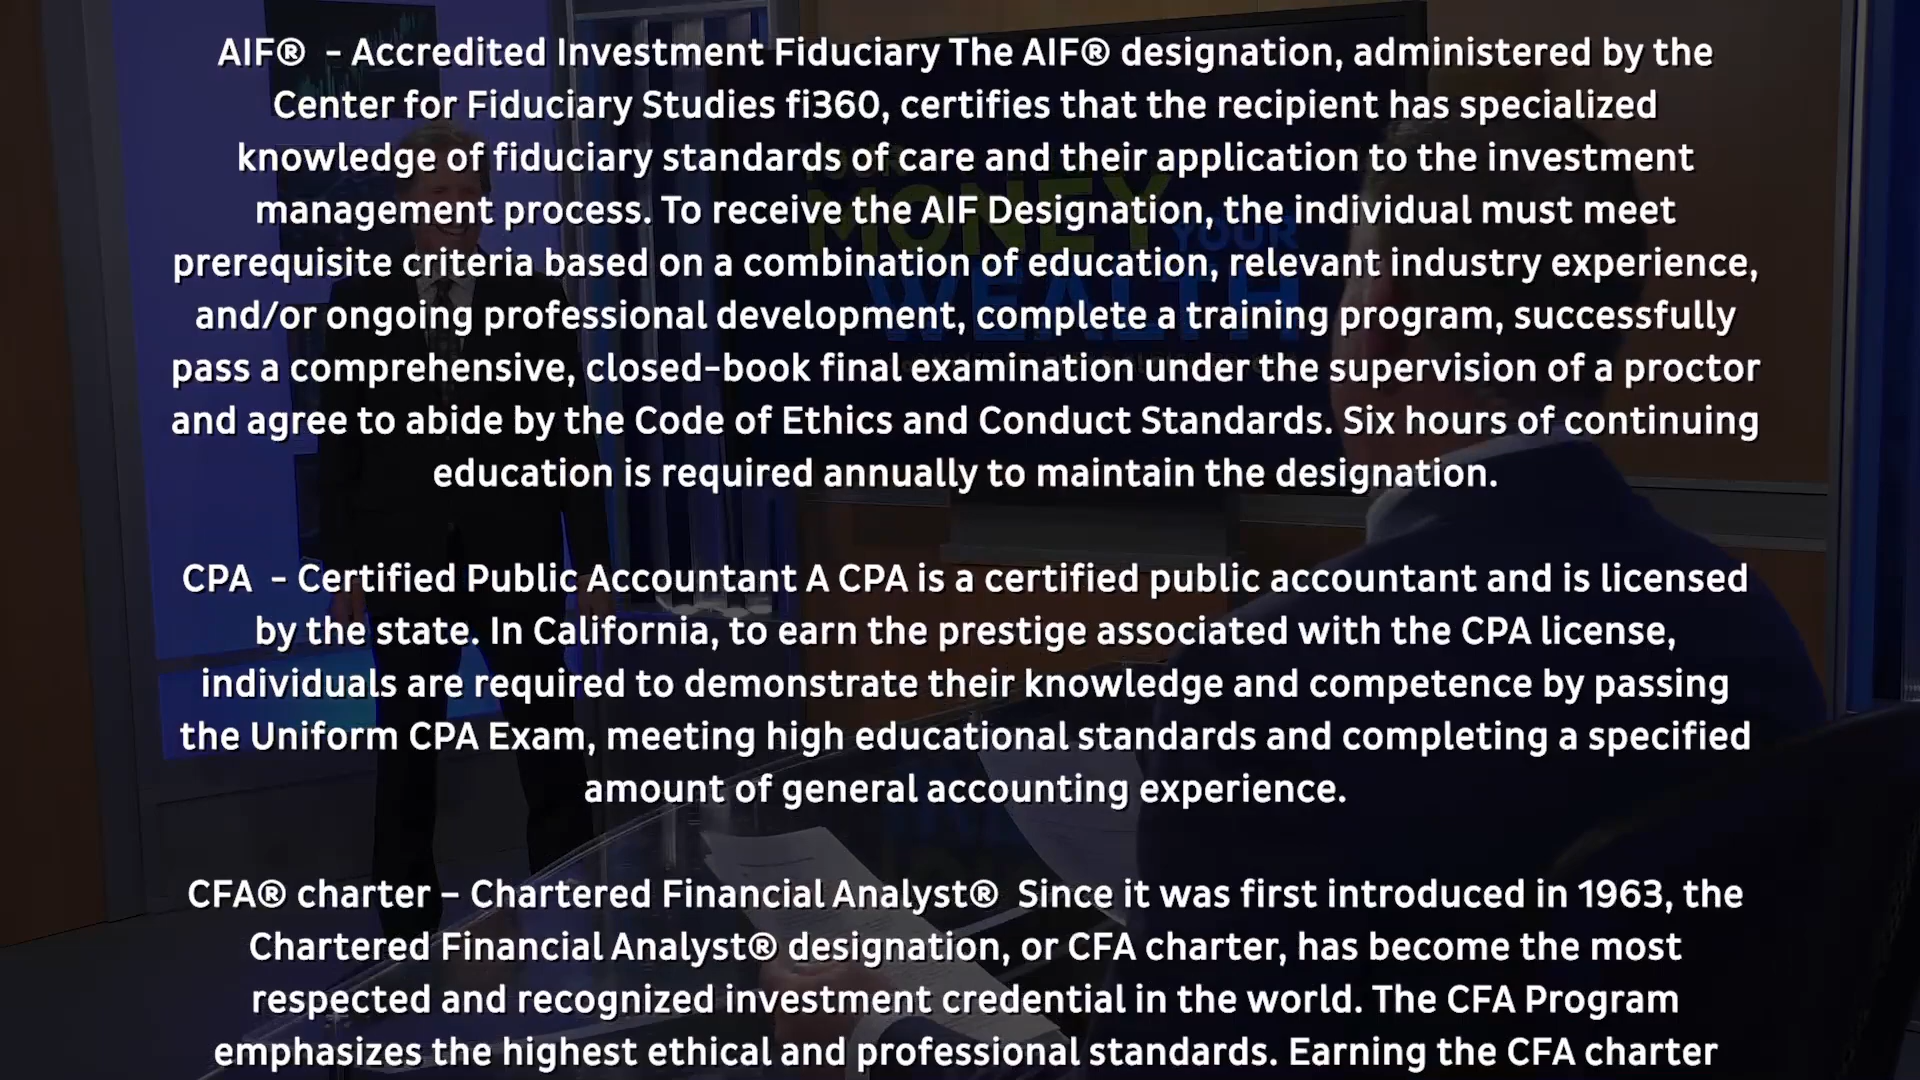 AIF® - Accredited Investment Fiduciary The AIF® designation, administered by the
Center for Fiduciary Studies fi360, certifies that the recipient has specialized
knowledge of fiduciary standards of care and their application to the investment
management process. To receive the AIF Designation, the individual must meet
prerequisite criteria based on a combination of education, relevant industry experience,
and/or ongoing professional development, complete a training program, successfully
pass a comprehensive, closed-book final examination under the supervision of a proctor
and agree to abide by the Code of Ethics and Conduct Standards. Six hours of continuing
education is required annually to maintain the designation.
CPA - Certified Public Accountant A CPA is a certified public accountant and is licensed
by the state. In California, to earn the prestige associated with the CPA license,
individuals are required to demonstrate their knowledge and competence by passing
the Uniform CPA Exam, meeting high educational standards and completing a specified
amount of general accounting experience.
CFA® charter – Chartered Financial Analyst® Since it was first introduced in 1963, the
Chartered Financial Analyst® designation, or CFA charter, has become the most
respected and recognized investment credential in the world. The CFA Program
emphasizes the highest ethical and professional standards. Earning the CFA charter
YOUR
MONEY
YOUR
WEALTH